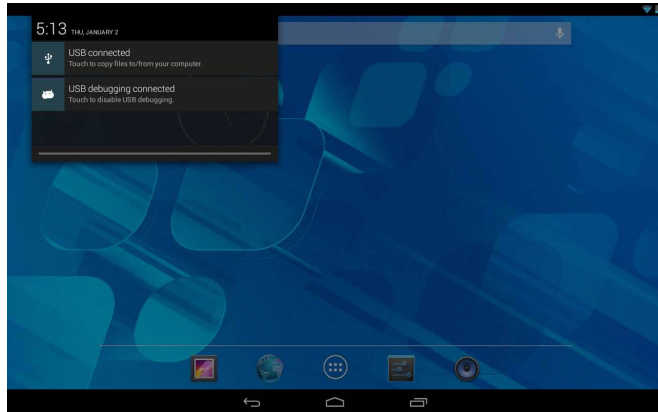 5:13 THU, JANUARY 2
USB connected
Touch to copy files to/from your computer.
USB debugging connected
Touch to disable USB debugging.